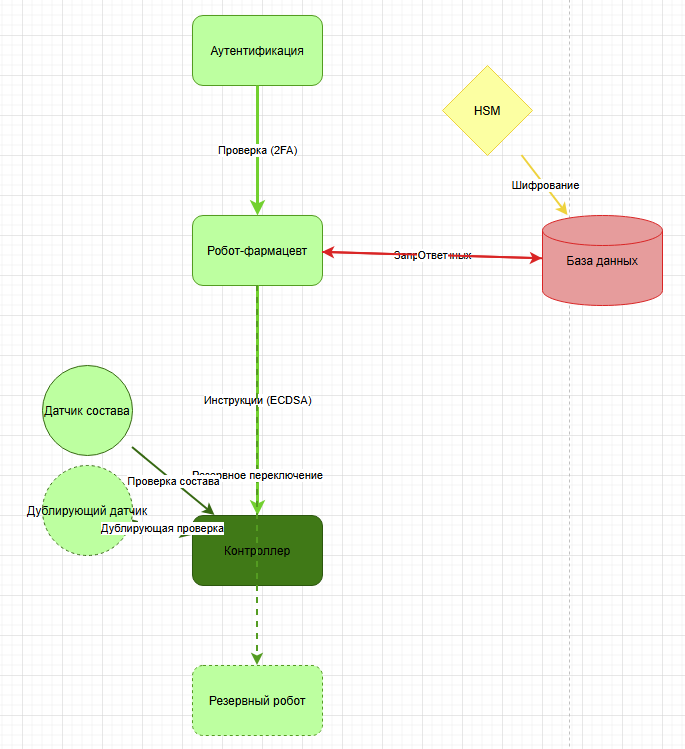 Аутентификация
HSM
Проверка (2FA)
Шифрование
Робот-фармацевт
Ответ
База данных
Инструкции (ECDSA)
Датчик состава
Резервное переключение
Проверка состава
Дублирующий датчик
Дублирующая проверка
Контроллер
Резервный робот